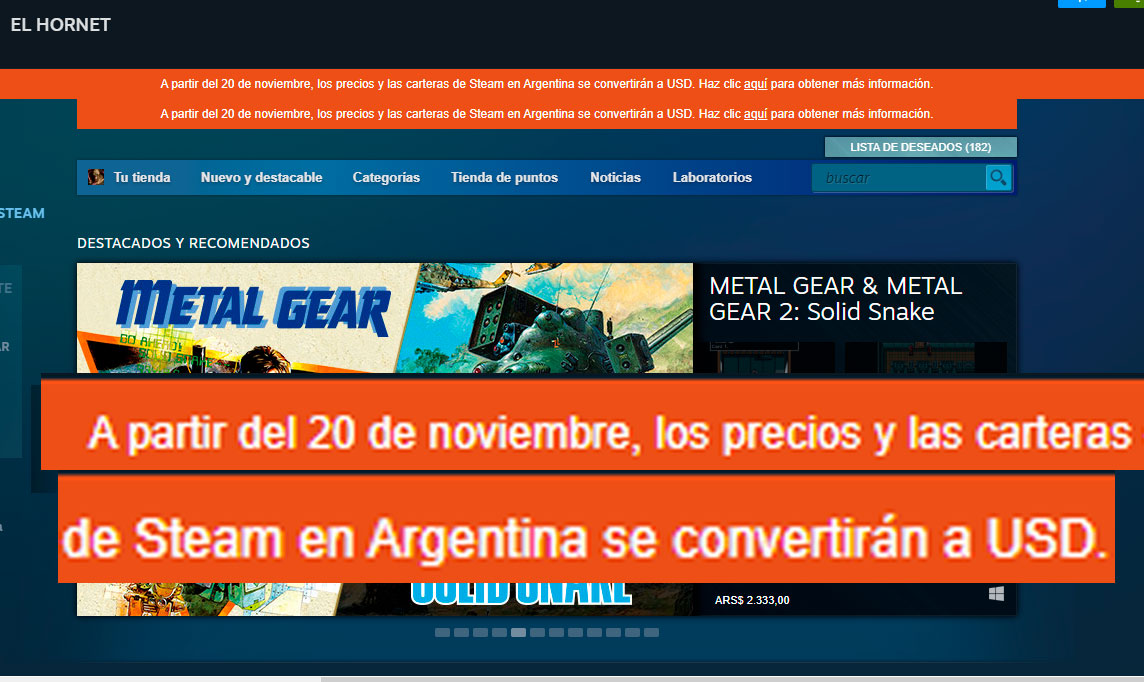 EL HORNET
A partir del 20 de noviembre, los precios y las carteras de Steam en Argentina se convertirán a USD. Haz clic aquí para obtener más información.
A partir del 20 de noviembre, los precios y las carteras de Steam en Argentina se convertirán a USD. Haz clic aquí para obtener más información.
LISTA DE DESEADOS (182)
Tu tienda Nuevo y destacable Categorías Tienda de puntos Noticias Laboratorios buscar
STEAM
DESTACADOS Y RECOMENDADOS
METAL GEAR
METAL GEAR & METAL
GEAR 2: Solid Snake
A partir del 20 de noviembre, los precios y las carteras
de Steam en Argentina se convertirán a USD.
SOLID SNAKE
ARS$ 2.333,00